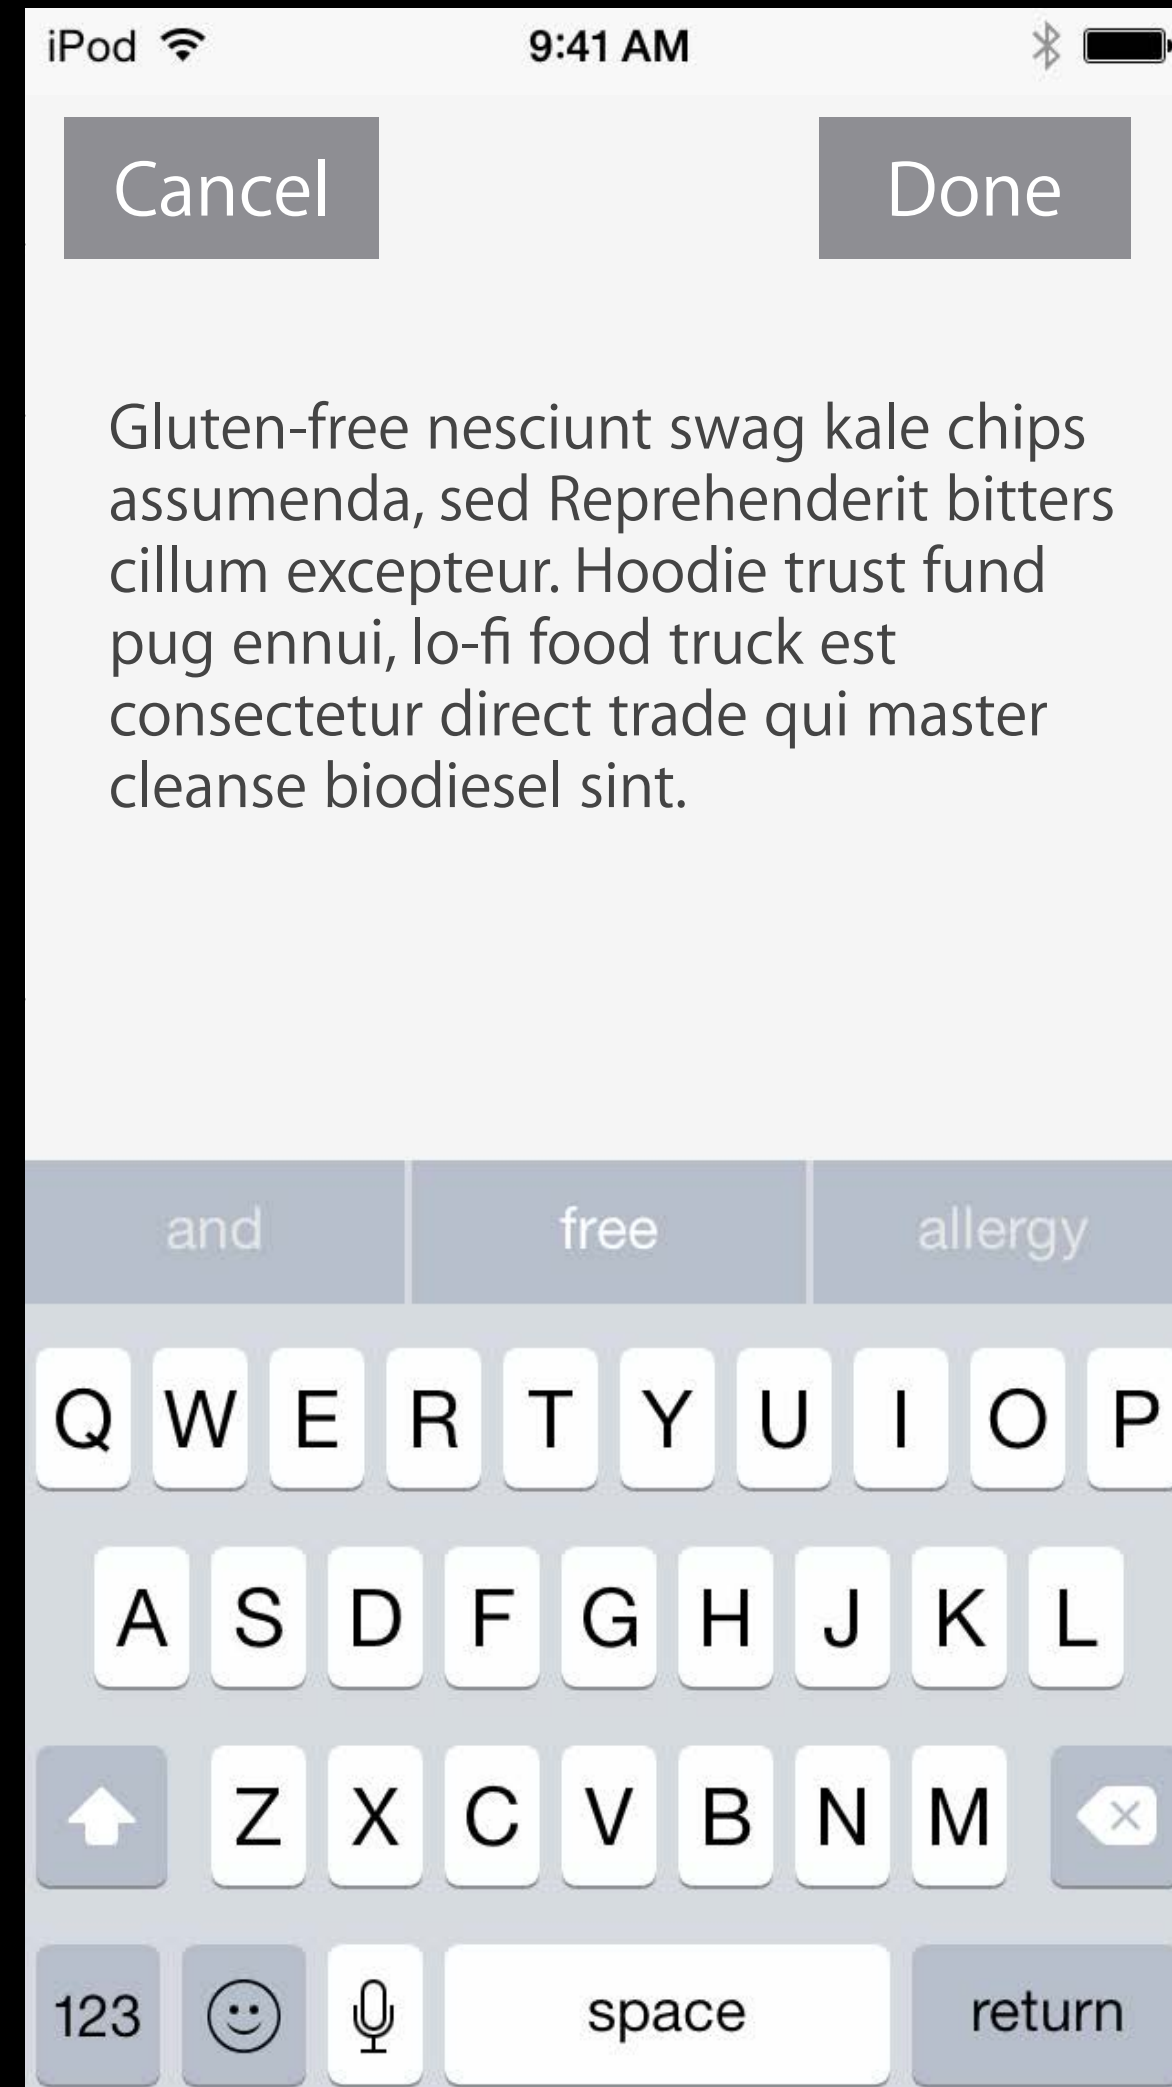 iPod 9:41 AM
Cancel Done
Gluten-free nesciunt swag kale chips
assumenda, sed Reprehenderit bitters
cillum excepteur. Hoodie trust fund
pug ennui, lo-fi food truck est
consectetur direct trade qui master
cleanse biodiesel sint.
and free allergy
Q W E R T Y U I O P
A S D F G H J K L
Z X C V B N M
123 space return